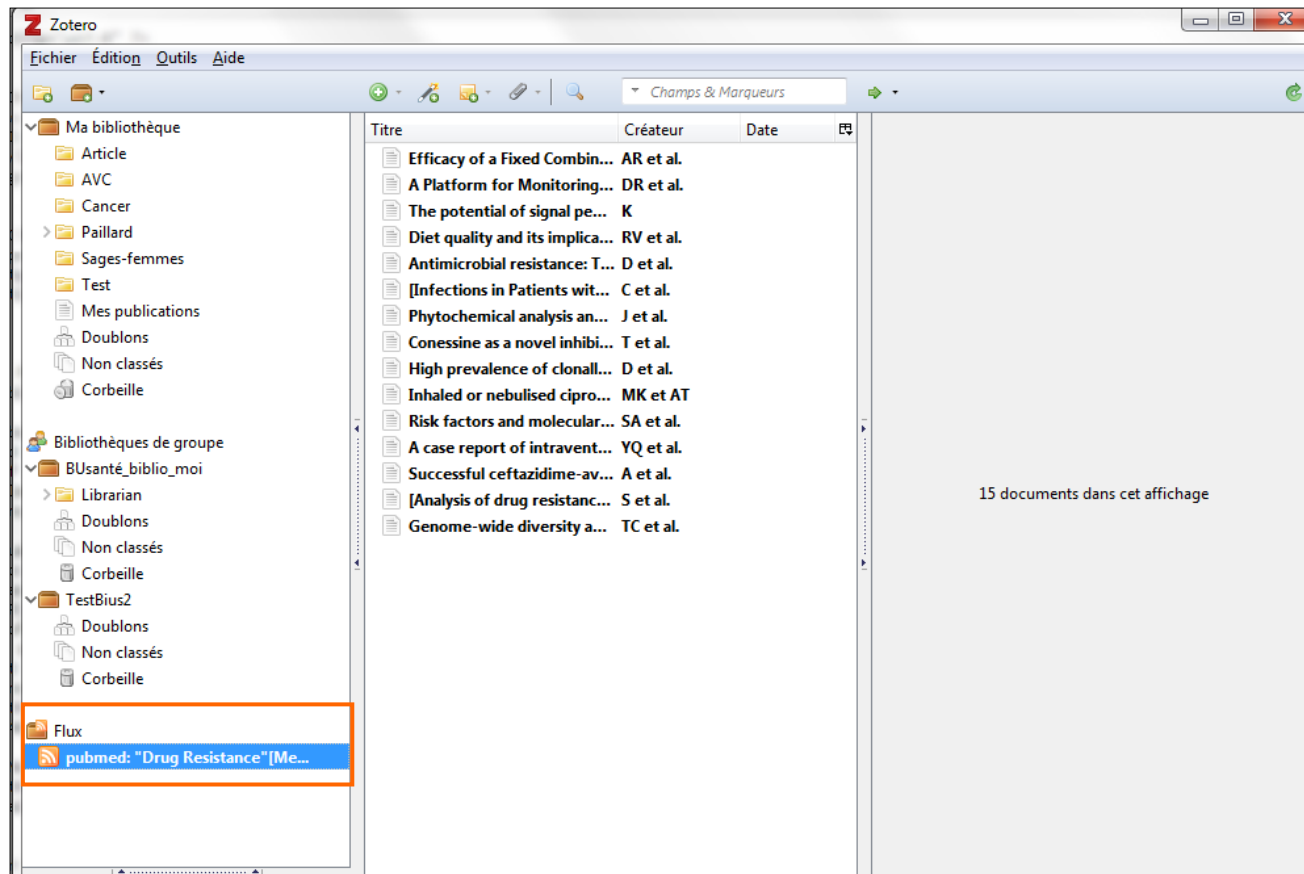 Zotero
Fichier Édition Outils Aide
Champs & Marqueurs
Ma bibliothèque
Article
AVC
Cancer
Paillard
Sages-femmes
Test
Mes publications
Doublons
Non classés
Corbeille
Bibliothèques de groupe
BUsanté_biblio_moi
Librarian
Doublons
Non classés
Corbeille
TestBius2
Doublons
Non classés
Corbeille
Flux
pubmed: "Drug Resistance"[Me...
Titre Créateur Date
Efficacy of a Fixed Combin... AR et al.
A Platform for Monitoring... DR et al.
The potential of signal pe... K
Diet quality and its implica... RV et al.
Antimicrobial resistance: T... D et al.
[Infections in Patients wit... C et al.
Phytochemical analysis an... J et al.
Conessine as a novel inhibi... T et al.
High prevalence of clonall... D et al.
Inhaled or nebulised cipro... MK et AT
Risk factors and molecular... SA et al.
A case report of intravent... YQ et al.
Successful ceftazidime-av... A et al.
[Analysis of drug resistanc... S et al.
Genome-wide diversity a... TC et al.
15 documents dans cet affichage